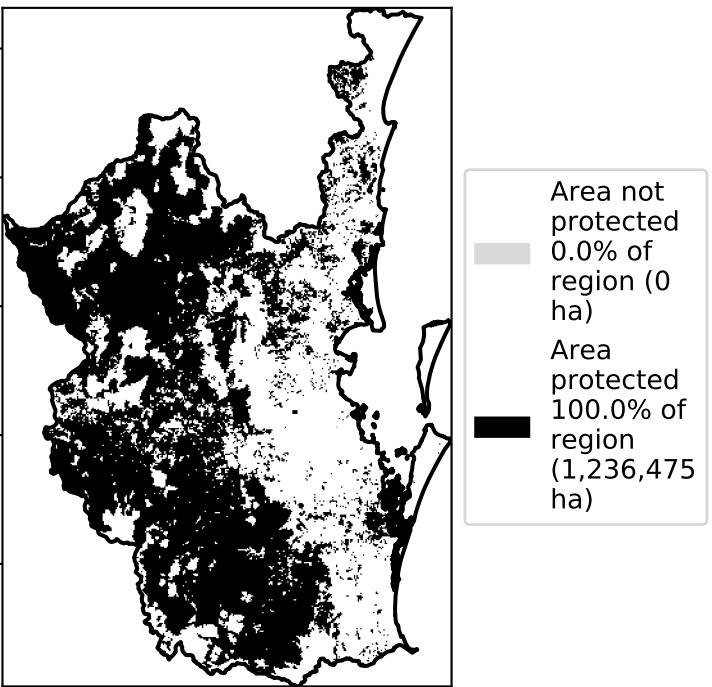 Area not
protected
0.0% of
region (0
ha)
Area
protected
100.0% of
region
(1,236,475
ha)